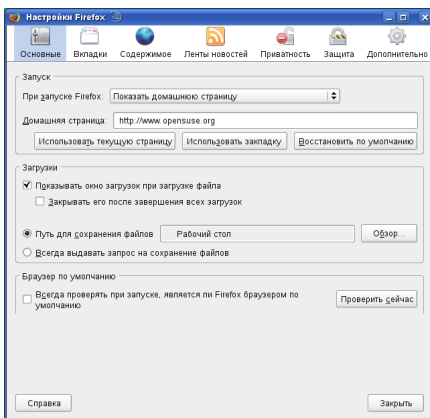 Настройки Firefox
Основные Вкладки Содержимое Ленты новостей Приватность Защита Дополнительно
Запуск
При запуске Firefox: Показать домашнюю страницу
Домашняя страница: http://www.opensuse.org
Использовать текущую страницу Использовать закладку Восстановить по умолчанию
Загрузки
Показывать окно загрузок при загрузке файла
Закрывать его после завершения всех загрузок
Путь для сохранения файлов Рабочий стол Обзор...
Всегда выдавать запрос на сохранение файлов
Браузер по умолчанию
Всегда проверять при запуске, является ли Firefox браузером по
умолчанию
Проверить сейчас
Справка Закрыть